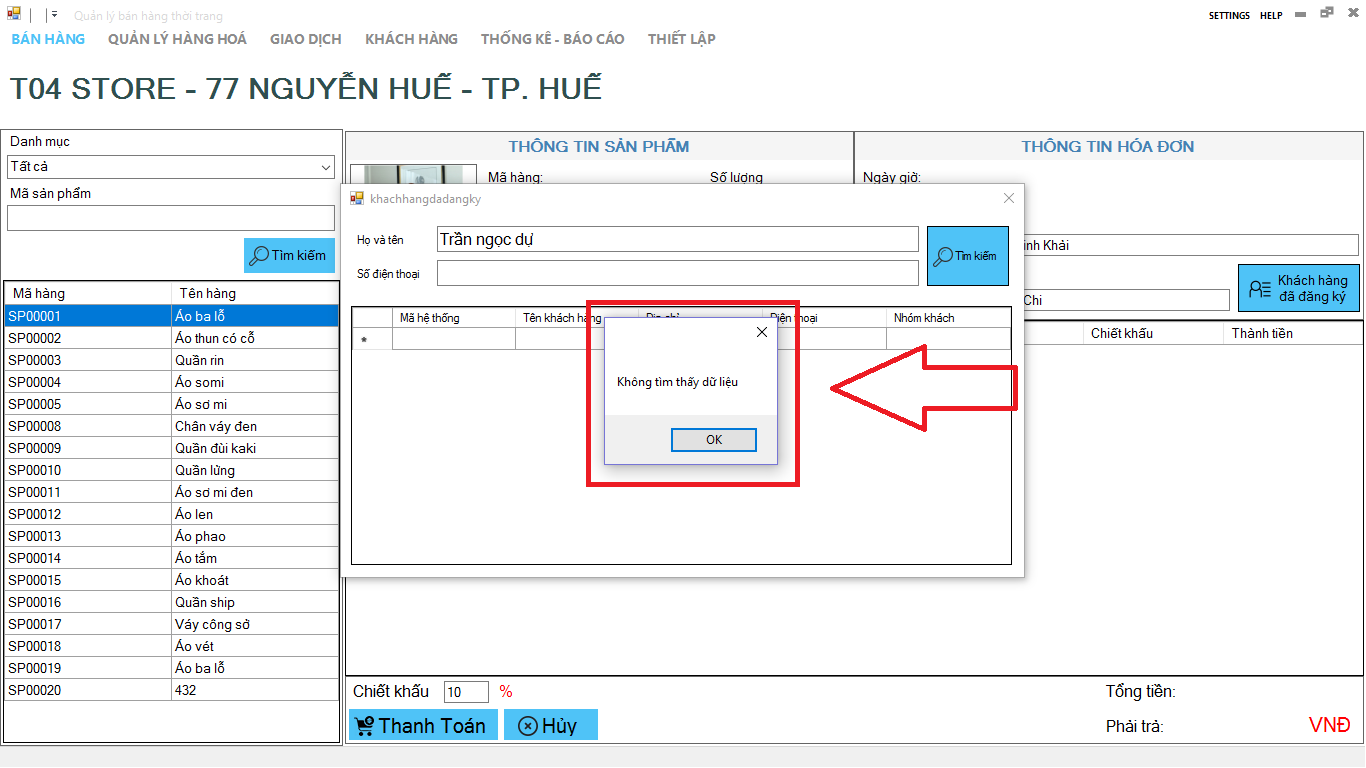 Quản lý bán hàng thời trang
SETTINGS HELP
BÁN HÀNG QUẢN LÝ HÀNG HOÁ GIAO DỊCH KHÁCH HÀNG THỐNG KÊ - BÁO CÁO THIẾT LẬP
T04 STORE - 77 NGUYỄN HUẾ - TP. HUẾ
Danh mục
Tất cả
Mã sản phẩm
Tìm kiếm
Mã hàng Tên hàng
SP00001 Áo ba lỗ
SP00002 Áo thun có cỗ
SP00003 Quần rin
SP00004 Áo somi
SP00005 Áo sơ mi
SP00008 Chân váy đen
SP00009 Quần đùi kaki
SP00010 Quần lửng
SP00011 Áo sơ mi đen
SP00012 Áo len
SP00013 Áo phao
SP00014 Áo tắm
SP00015 Áo khoát
SP00016 Quần ship
SP00017 Váy công sở
SP00018 Áo vét
SP00019 Áo ba lỗ
SP00020 432
THÔNG TIN SẢN PHẨM
Mã hàng: Số lượng
THÔNG TIN HÓA ĐƠN
Ngày giờ:
Khải
Chi
Khách hàng
đã đăng ký
Chiết khấu Thành tiền
khachhangdadangky
Họ và tên Trần ngọc dự
Số điện thoại
Tìm kiếm
Mã hệ thống Tên khách hàng Điện thoại Nhóm khách
*
Không tìm thấy dữ liệu
OK
Chiết khấu 10 %
Thanh Toán Hủy
Tổng tiền:
Phải trả: VNĐ